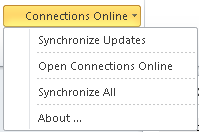 Connections Online
Synchronize Updates
Open Connections Online
Synchronize All
About ...